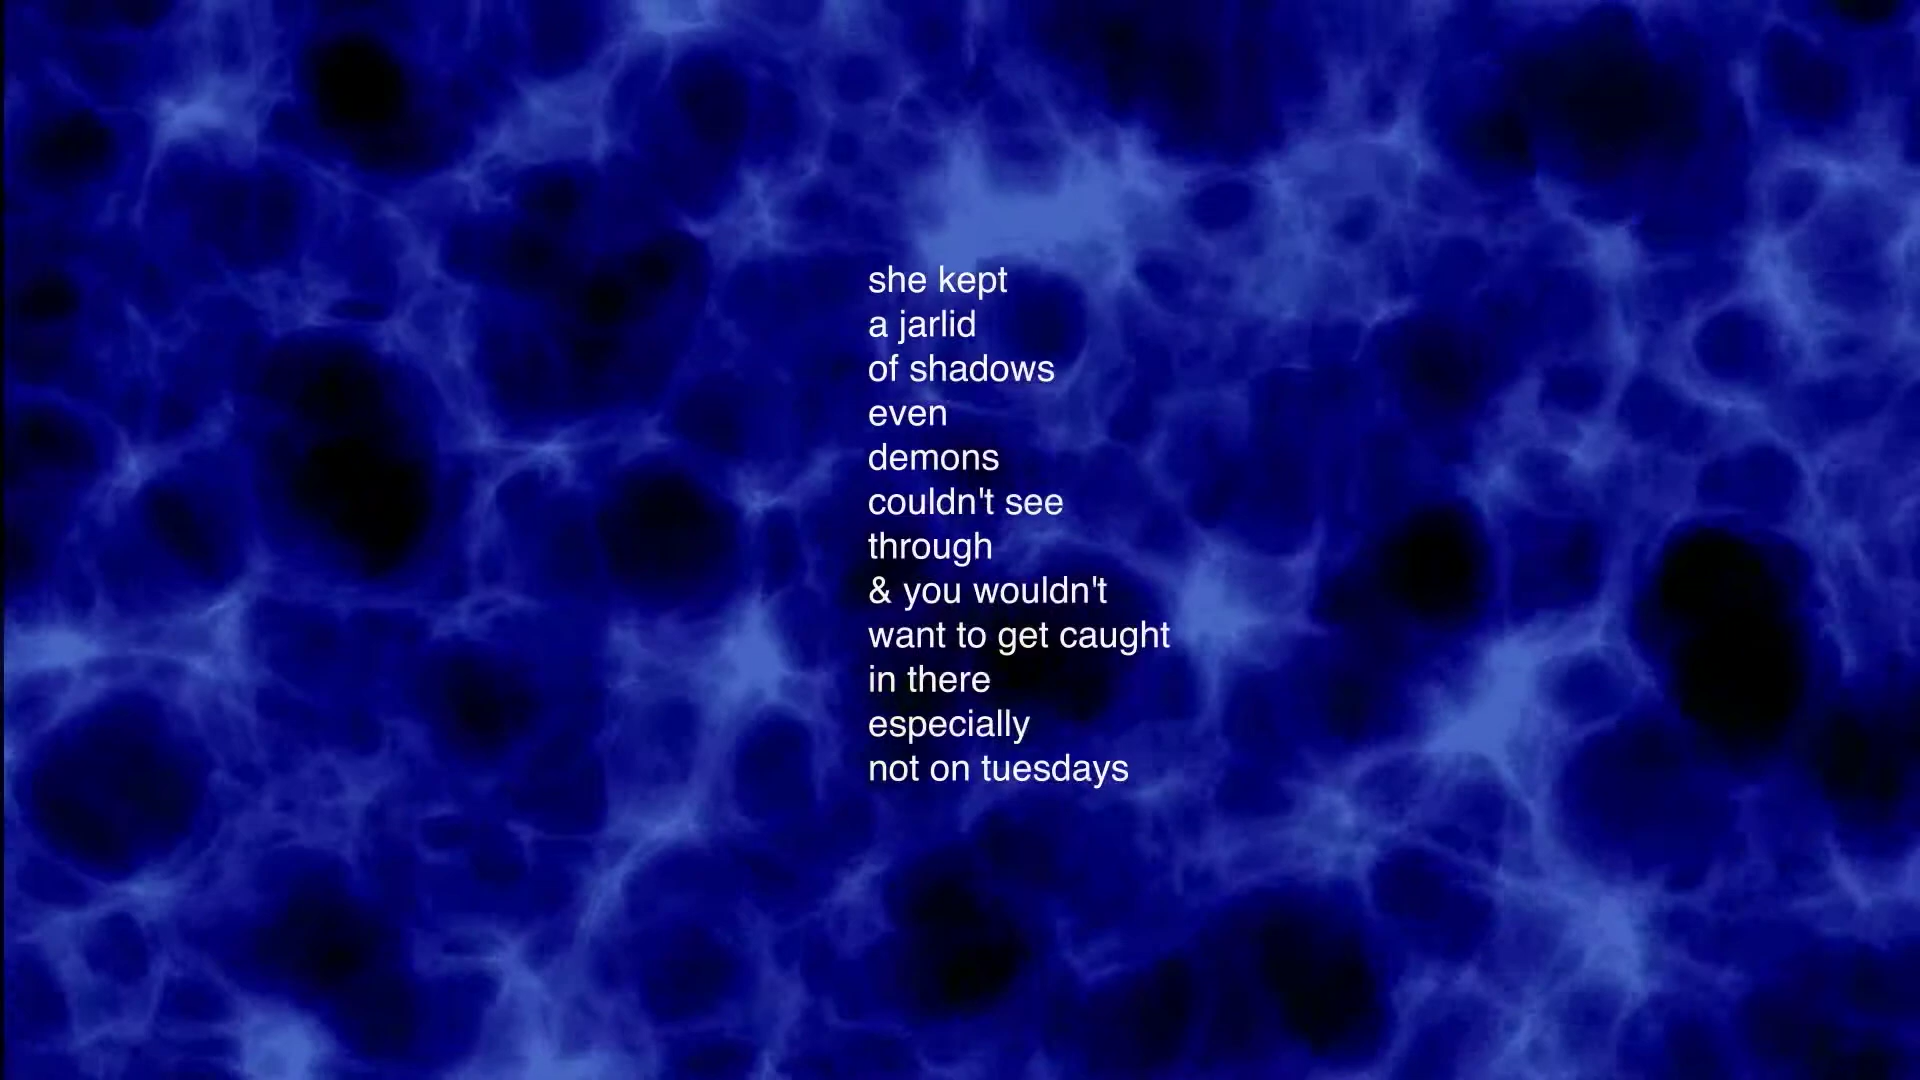 she kept
a jarlid
of shadows
even
demons
couldn't see
through
& you wouldn't
want to get caught
in there
especially
not on tuesdays